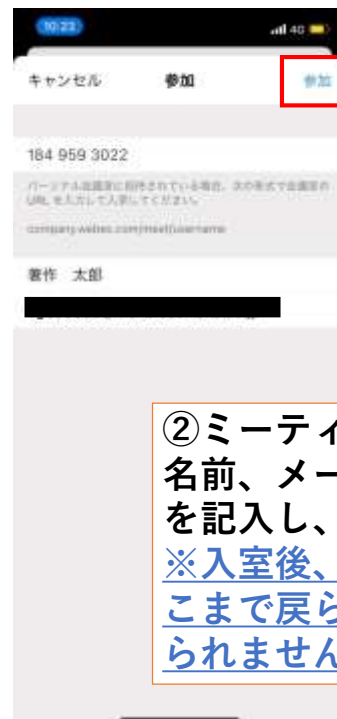 10:23
4G
キャンセル 参加 参加
184 959 3022
パーソナル会議室に招待されている場合、次の形式で会議室の
URL を入力して入室してください。
company.webex.com/meet/username
著作 太郎
②ミーティ
名前、メー
を記入し、
※入室後、
こまで戻ら
られません